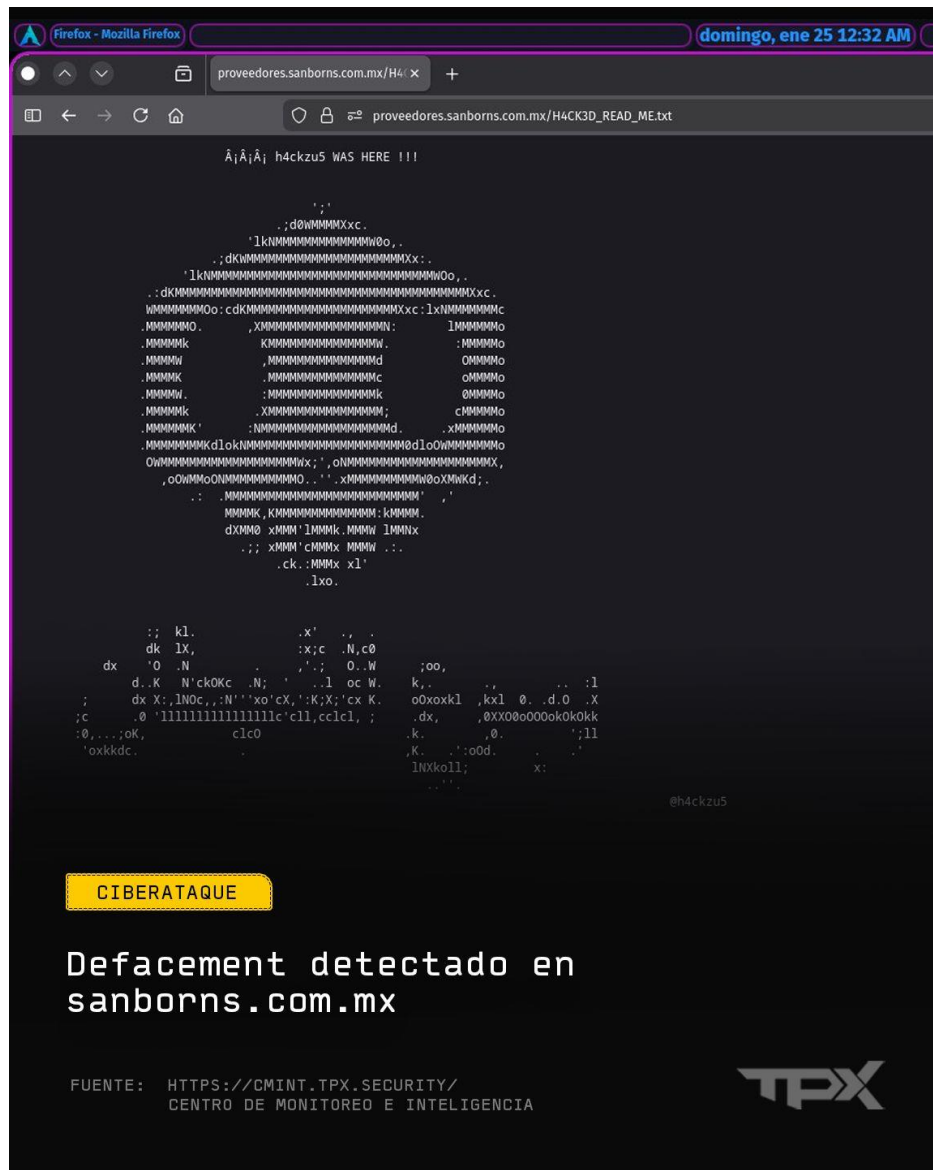 Firefox - Mozilla Firefox
domingo, ene 25 12:32 AM
proveedores.sanborns.com.mx/H4
proveedores.sanborns.com.mx/H4CK3D_READ_ME.txt
Â¡Â¡Â¡ h4ckzu5 WAS HERE !!!
@h4ckzu5
CIBERATAQUE
Defacement detectado en
sanborns.com.mx
FUENTE: HTTPS://CMINT.TPX.SECURITY/
CENTRO DE MONITOREO E INTELIGENCIA
TPX